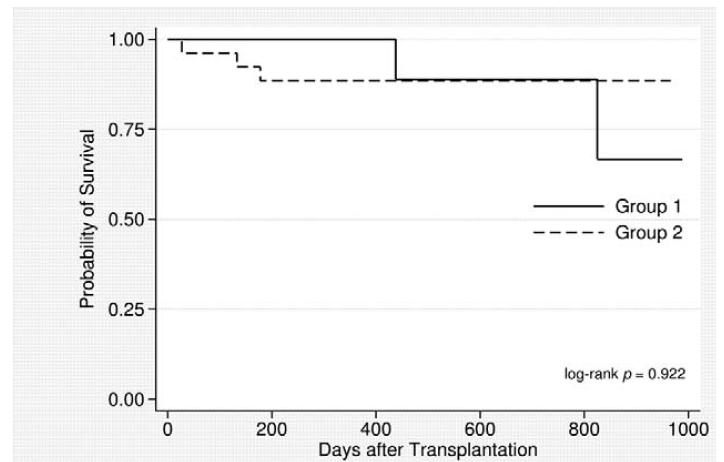 1.00
0.75
0.50
0.25
0.00
Probability of Survival
Group 1
Group 2
log-rank p = 0.922
0 200 400 600 800 1000
Days after Transplantation